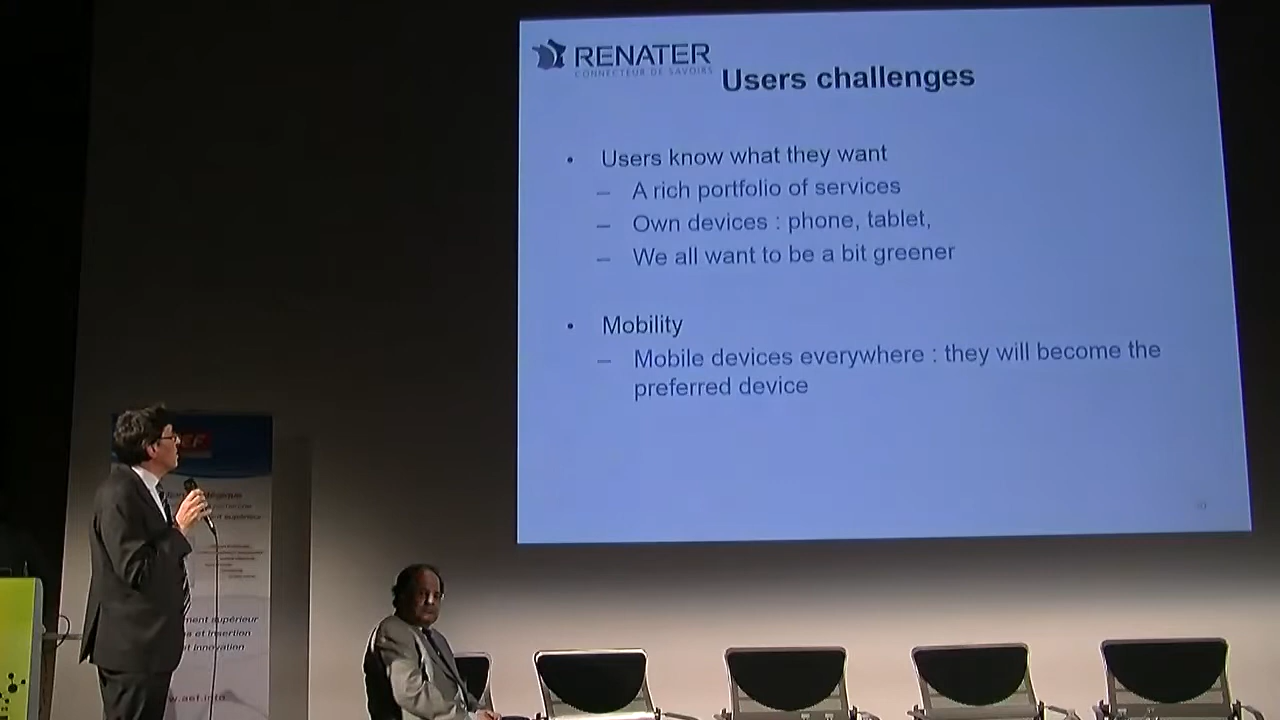 RENATER
CONNECTEUR DE SAVOIRS
Users challenges
• Users know what they want
– A rich portfolio of services
– Own devices : phone, tablet,
– We all want to be a bit greener
• Mobility
– Mobile devices everywhere : they will become the
preferred device